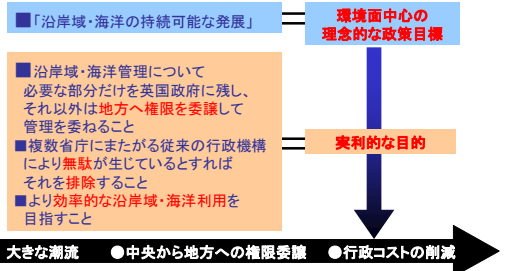 ■「沿岸域・海洋の持続可能な発展」
環境面中心の
理念的な政策目標
■沿岸域・海洋管理について
必要な部分だけを英国政府に残し、
それ以外は地方へ権限を委譲して
管理を委ねること
■複数省庁にまたがる従来の行政機構
により無駄が生じているとすれば
それを排除すること
■より効率的な沿岸域・海洋利用を
目指すこと
実利的な目的
大きな潮流 ●中央から地方への権限委譲 ●行政コストの削減